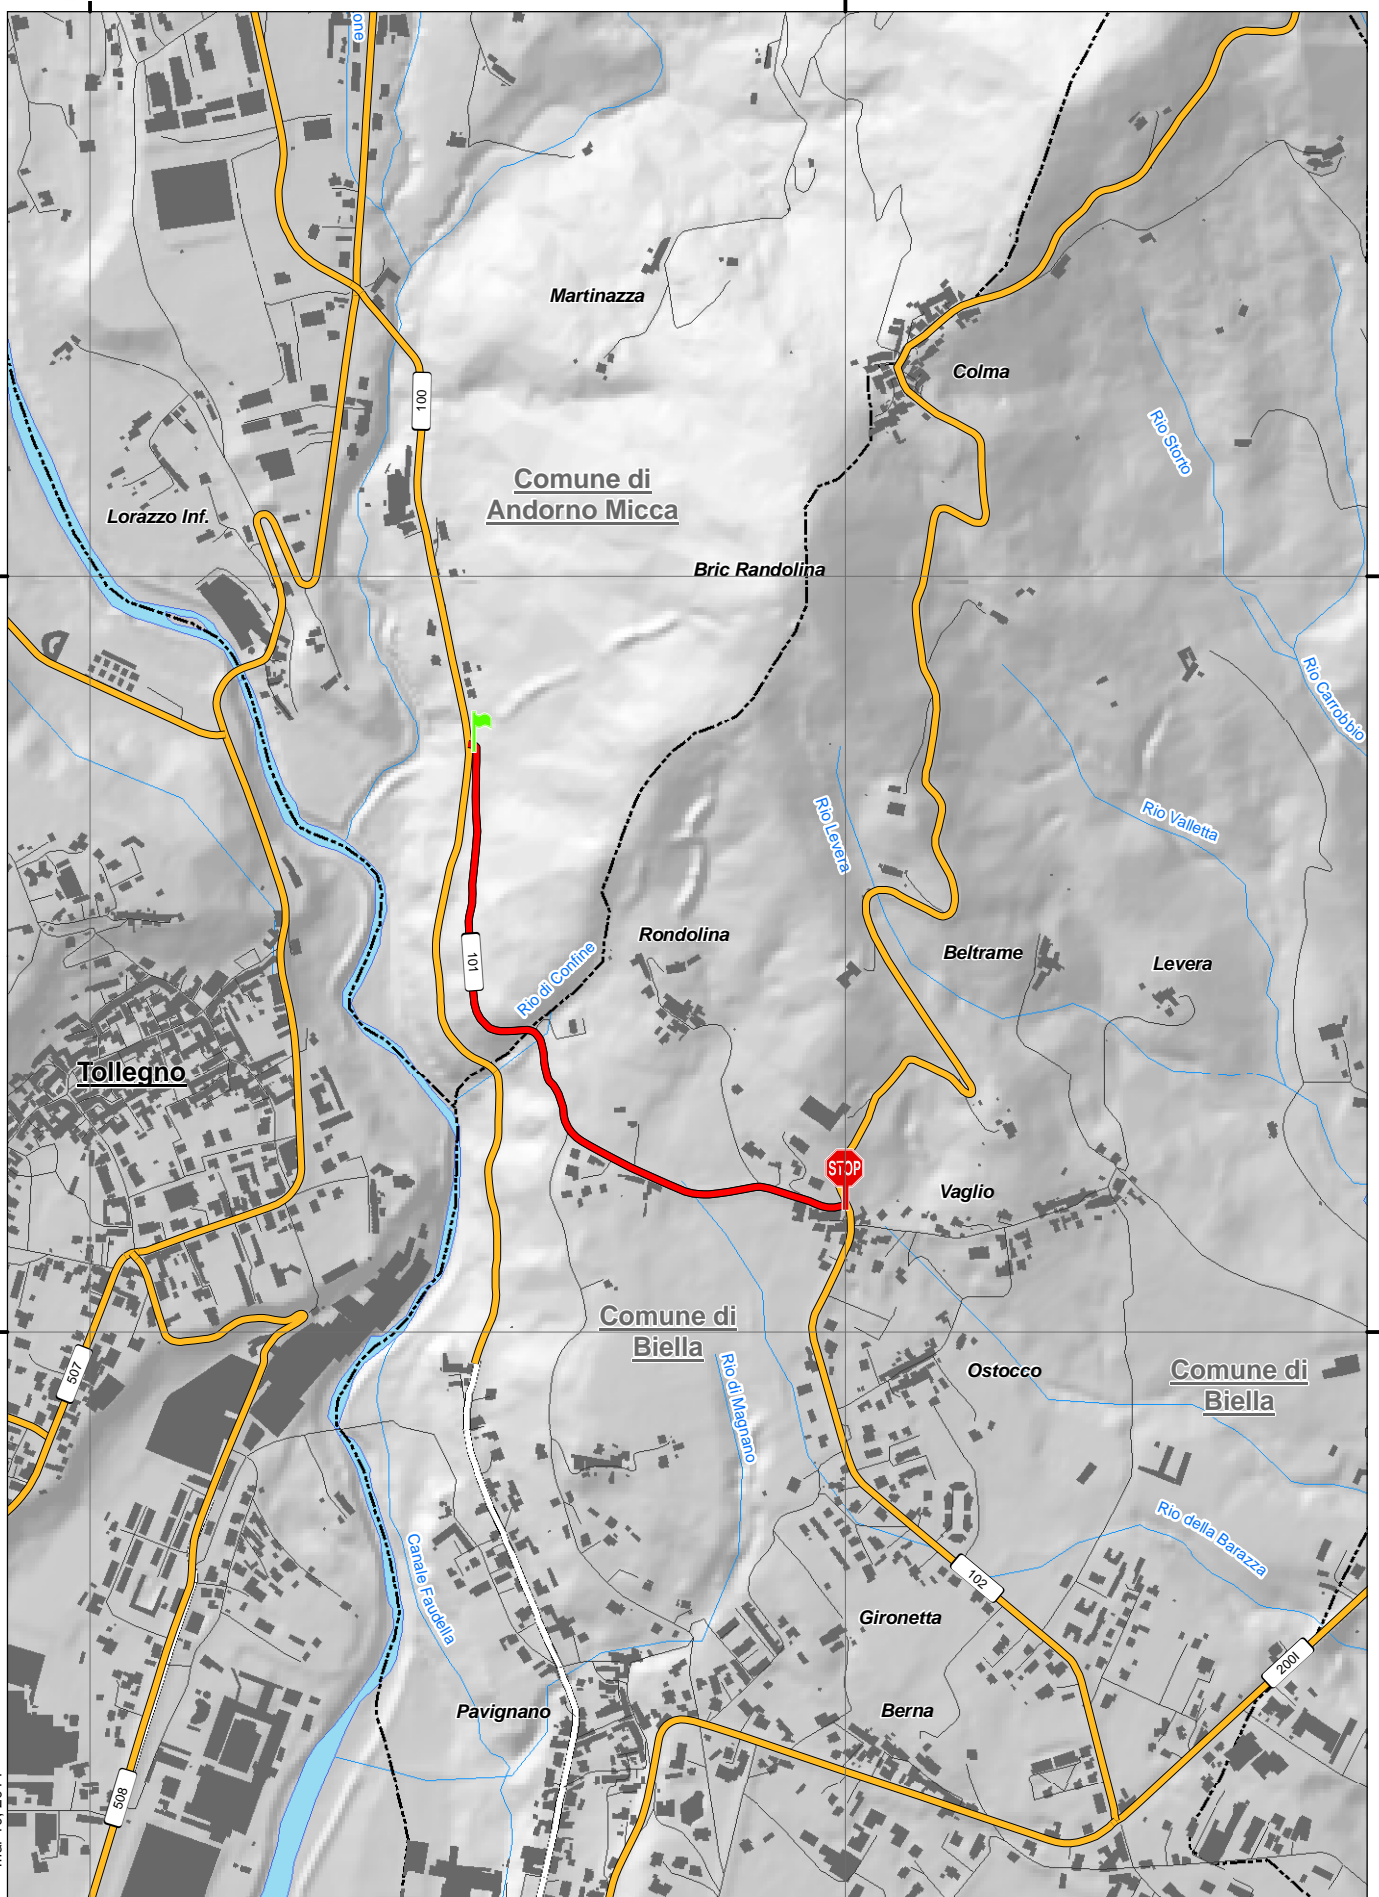 one
Martinazza
Colma
100
Rio Storto
Comune di
Andorno Micca
Lorazzo Inf.
Bric Randolina
Rio Carrobbio
Rio Levera
Rio Valletta
Rondolina
Beltrame
Levera
101
Rio di Confine
Tollegno
STOP
Vaglio
Comune di
Biella
507
Rio di Magnano
Ostocco
Comune di
Biella
Rio della Barazza
Canale Faudella
102
Gironetta
200I
Pavignano
Berna
508